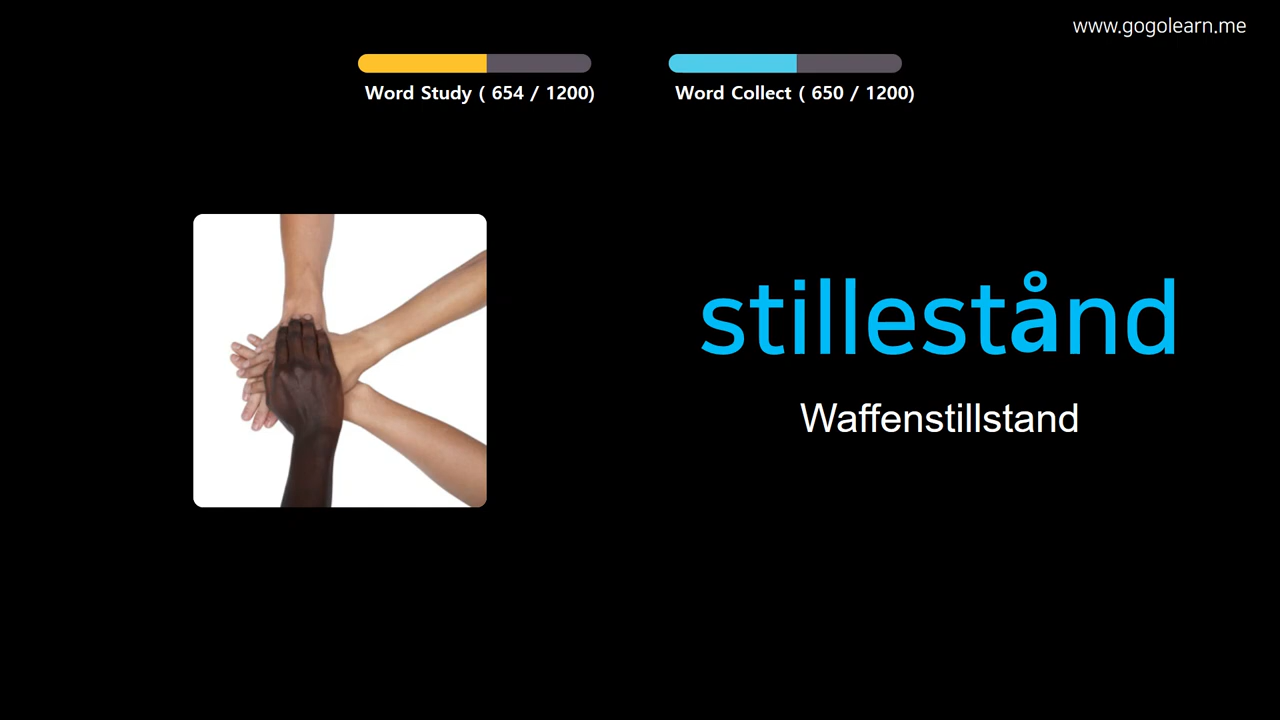 www.gogolearn.me
Word Study ( 654 / 1200)
Word Collect ( 650 / 1200)
stillestånd
Waffenstillstand